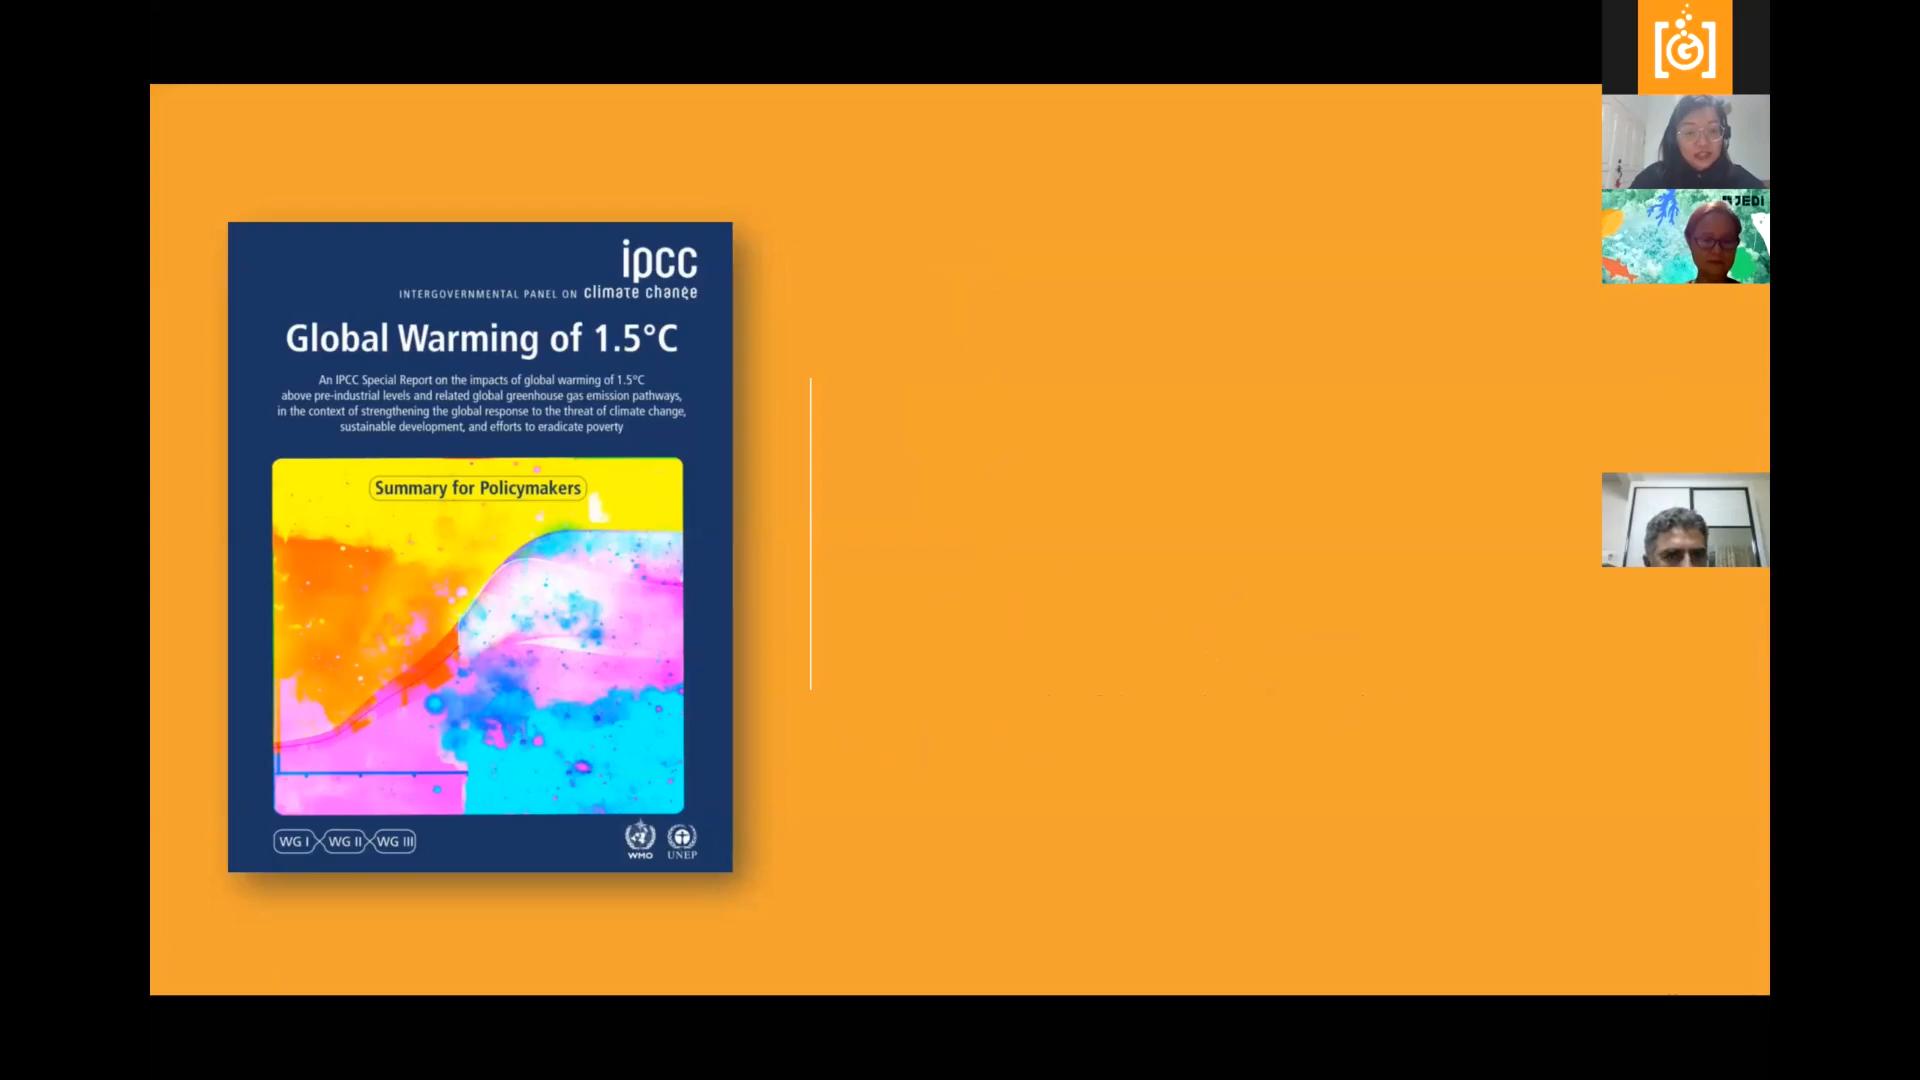 ipcc
INTERGOVERNMENTAL PANEL ON climate change
Global Warming of 1.5°C
An IPCC Special Report on the impacts of global warming of 1.5°C
above pre-industrial levels and related global greenhouse gas emission pathways,
in the context of strengthening the global response to the threat of climate change,
sustainable development, and efforts to eradicate poverty
Summary for Policymakers
WG I WG II WG III
WMO UNEP
[G]
JEDI